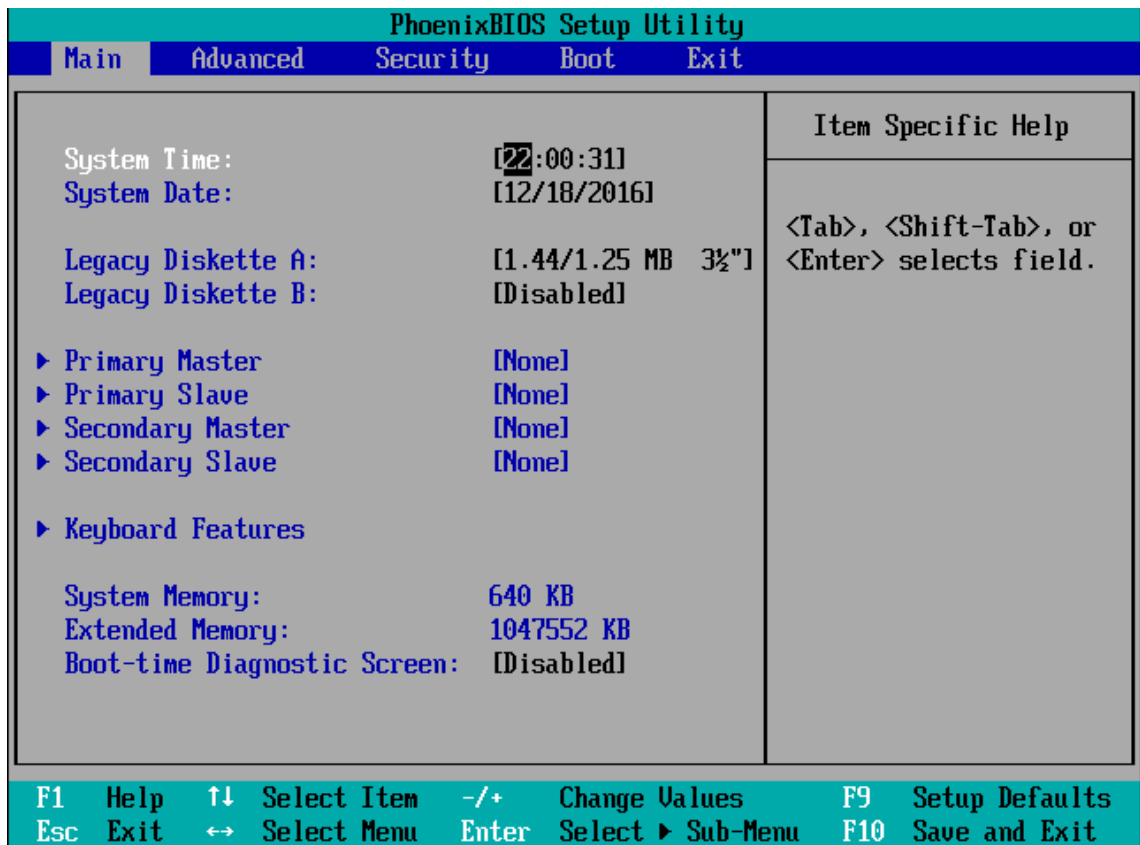 PhoenixBIOS Setup Utility
Main Advanced Security Boot Exit
Item Specific Help
System Time: [22:00:31]
System Date: [12/18/2016]
<Tab>, <Shift-Tab>, or
<Enter> selects field.
Legacy Diskette A: [1.44/1.25 MB 3½"]
Legacy Diskette B: [Disabled]
▶ Primary Master [None]
▶ Primary Slave [None]
▶ Secondary Master [None]
▶ Secondary Slave [None]
▶ Keyboard Features
System Memory: 640 KB
Extended Memory: 1047552 KB
Boot-time Diagnostic Screen: [Disabled]
F1 Help ↑↓ Select Item -/+ Change Values F9 Setup Defaults
Esc Exit ↔ Select Menu Enter Select ▶ Sub-Menu F10 Save and Exit